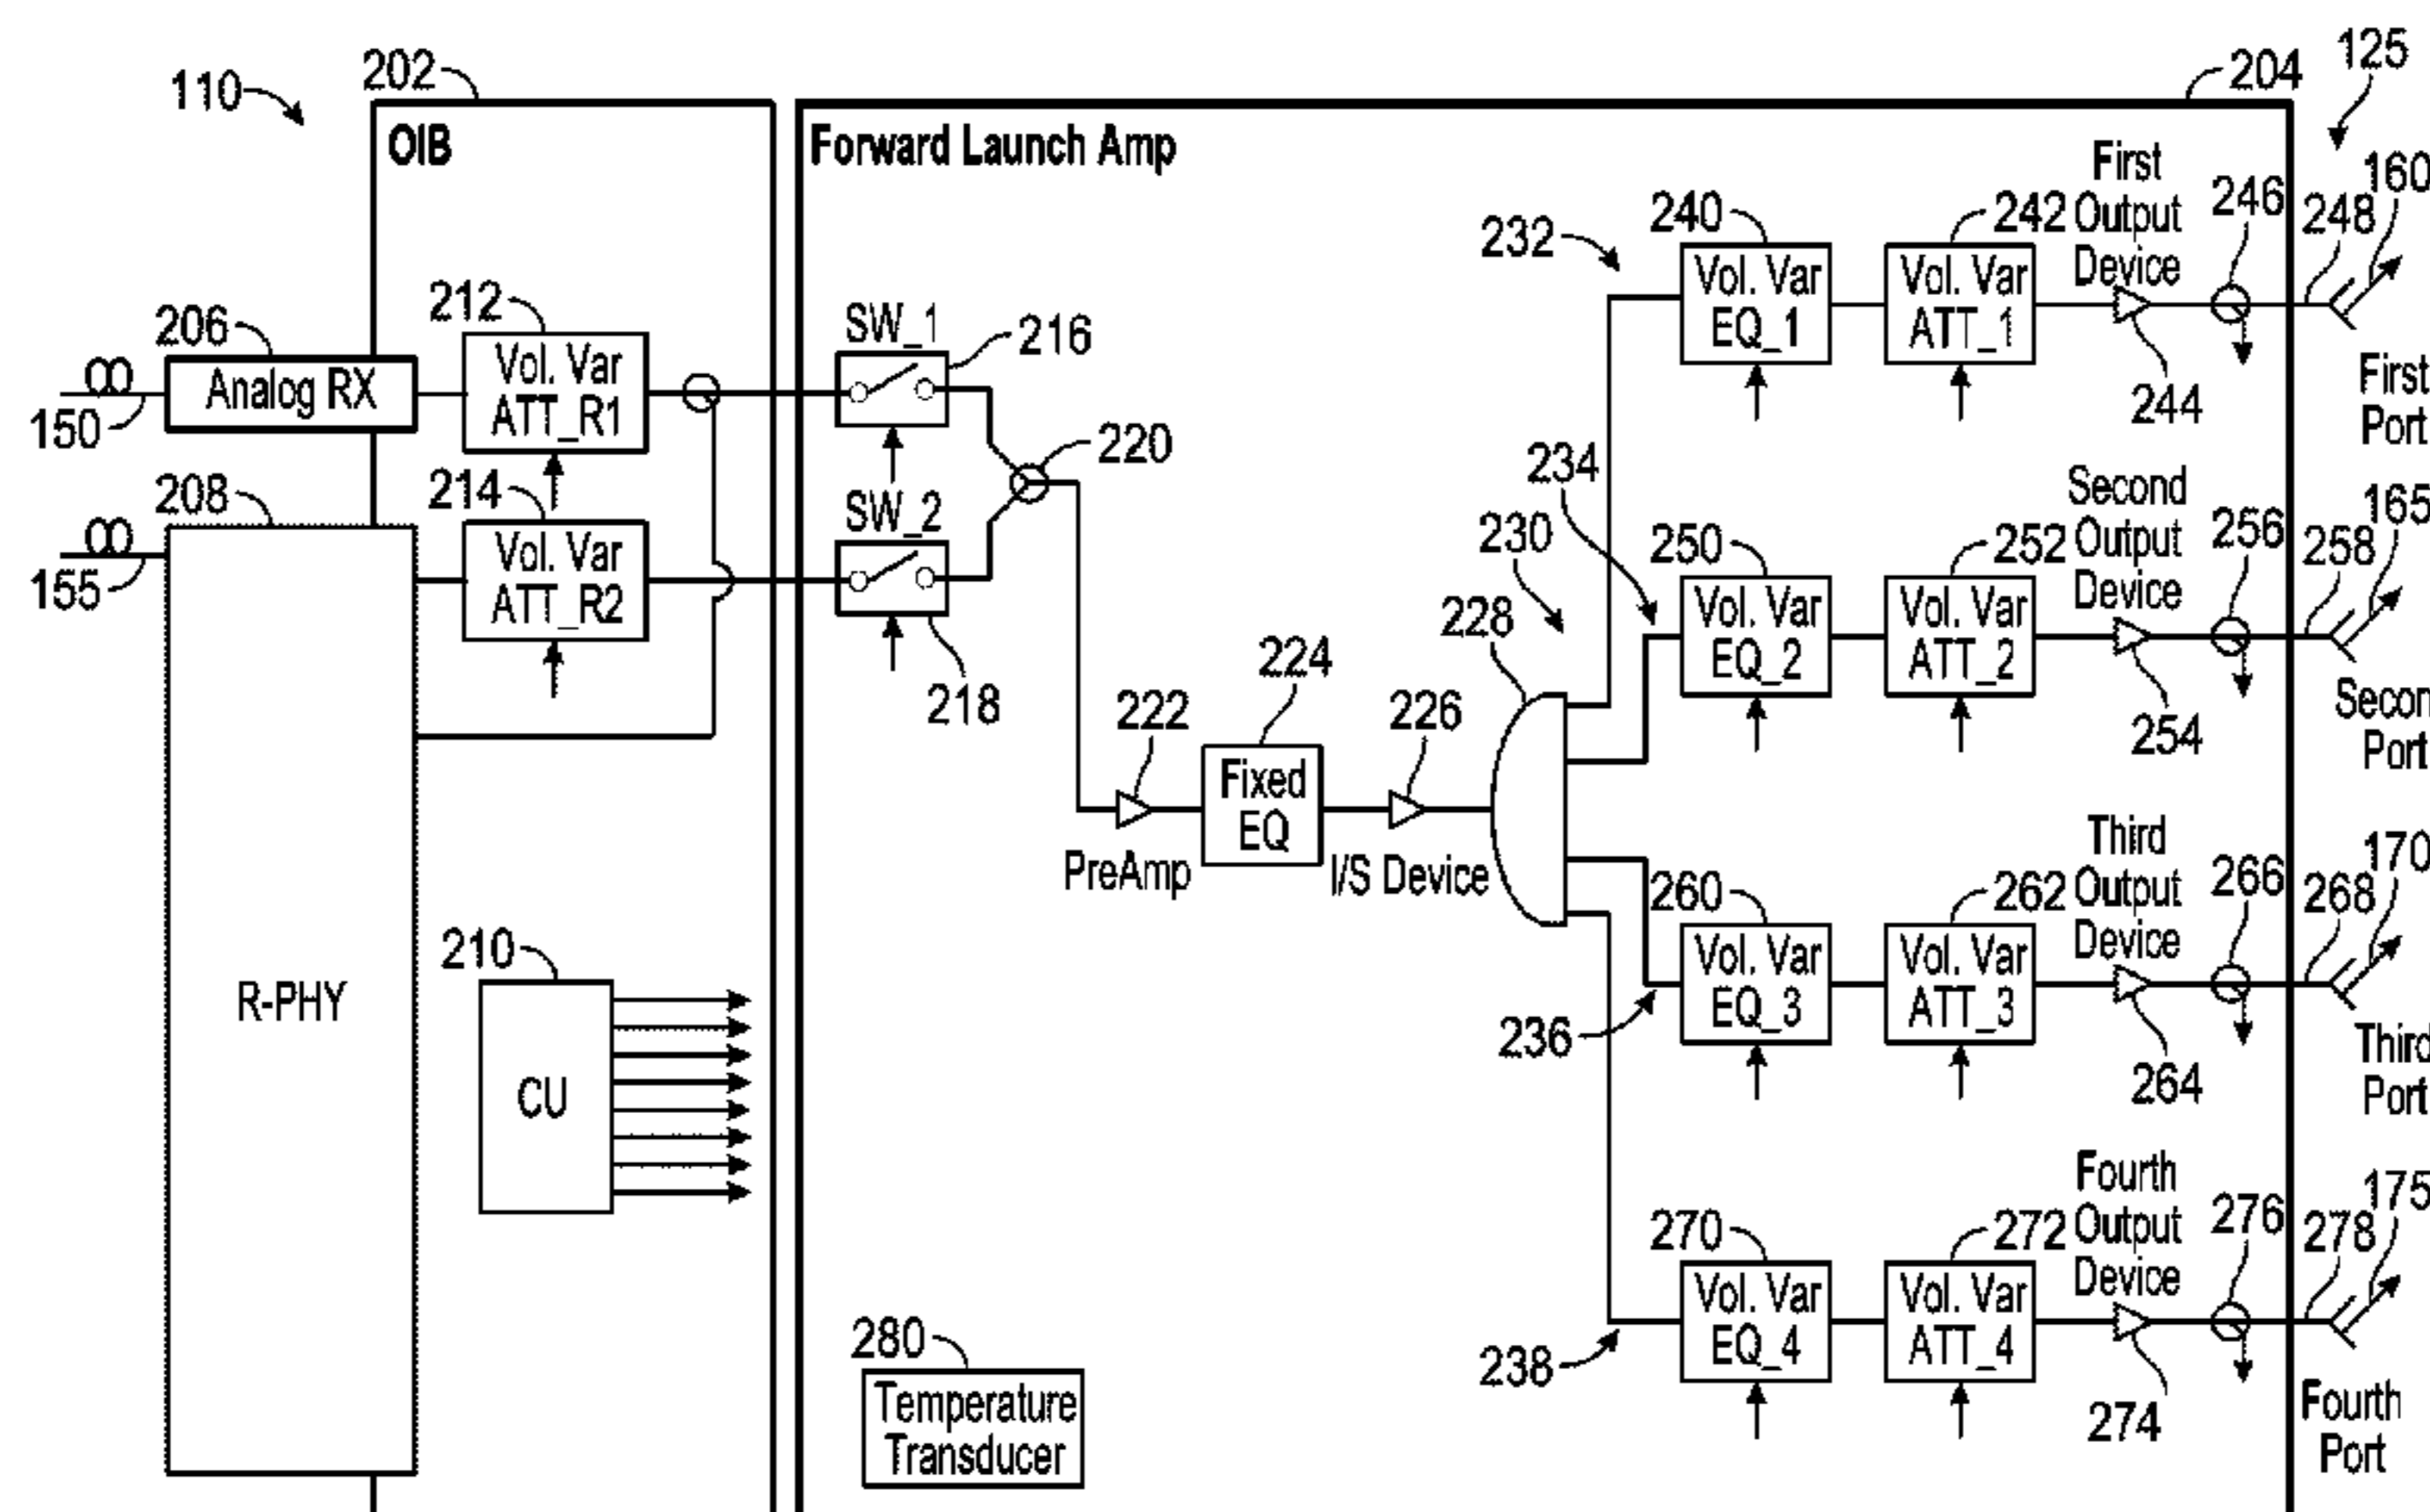 110
202
204
125
OIB
Forward Launch Amp
206
Analog RX
150
212
Vol. Var
ATT_R1
SW_1
216
220
208
155
R-PHY
214
Vol. Var
ATT_R2
SW_2
218
210
CU
222
PreAmp
224
Fixed
EQ
226
I/S Device
228
230
232
234
236
238
240
Vol. Var
EQ_1
242
Vol. Var
ATT_1
First
Output
Device
244
246
248
160
First
Port
250
Vol. Var
EQ_2
252
Vol. Var
ATT_2
Second
Output
Device
254
256
258
165
Secon
Port
260
Vol. Var
EQ_3
262
Vol. Var
ATT_3
Third
Output
Device
264
266
268
170
Third
Port
270
Vol. Var
EQ_4
272
Vol. Var
ATT_4
Fourth
Output
Device
274
276
278
175
Fourth
Port
280
Temperature
Transducer